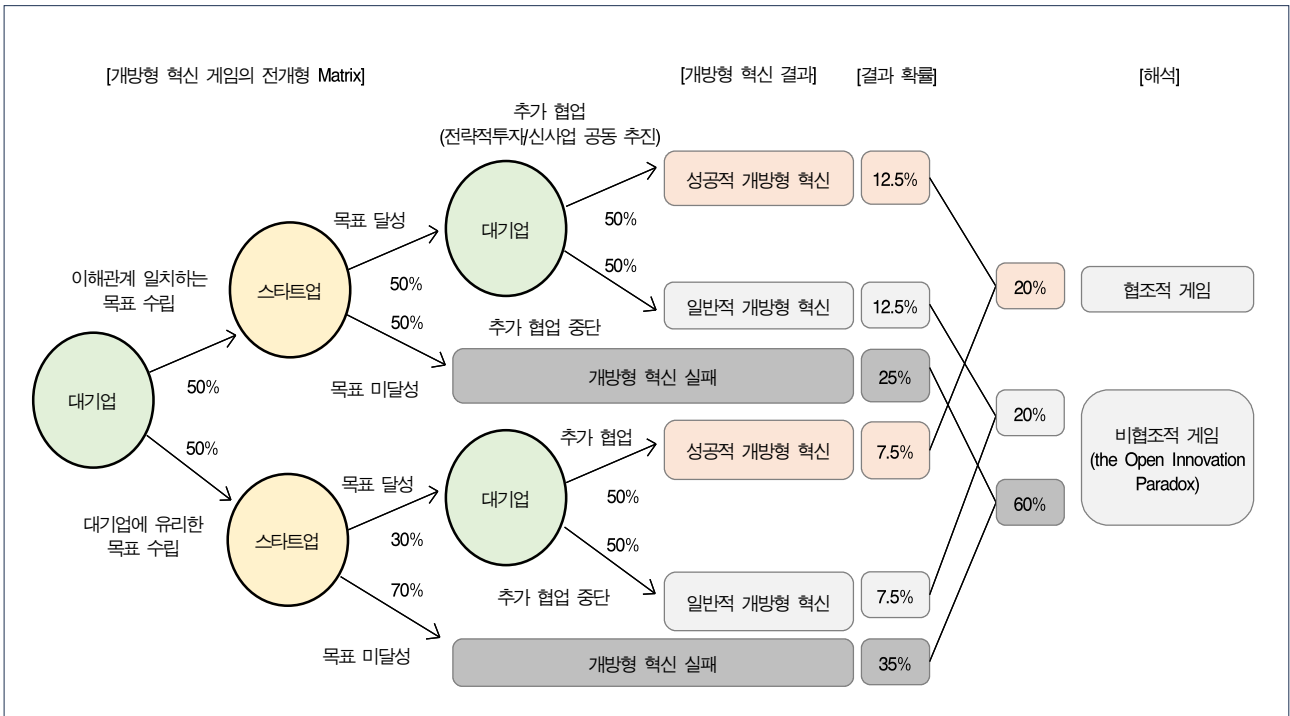 [개방형 혁신 게임의 전개형 Matrix]
[개방형 혁신 결과]
[결과 확률]
[해석]
추가 협업
(전략적투자/신사업 공동 추진)
성공적 개방형 혁신
12.5%
목표 달성
대기업
50%
50%
이해관계 일치하는
목표 수립
스타트업
50%
50%
일반적 개방형 혁신
12.5%
20%
협조적 게임
추가 협업 중단
대기업
50%
목표 미달성
개방형 혁신 실패
25%
20%
50%
추가 협업
성공적 개방형 혁신
7.5%
비협조적 게임
(the Open Innovation
Paradox)
목표 달성
대기업
50%
60%
대기업에 유리한
목표 수립
스타트업
30%
50%
70%
추가 협업 중단
일반적 개방형 혁신
7.5%
목표 미달성
개방형 혁신 실패
35%